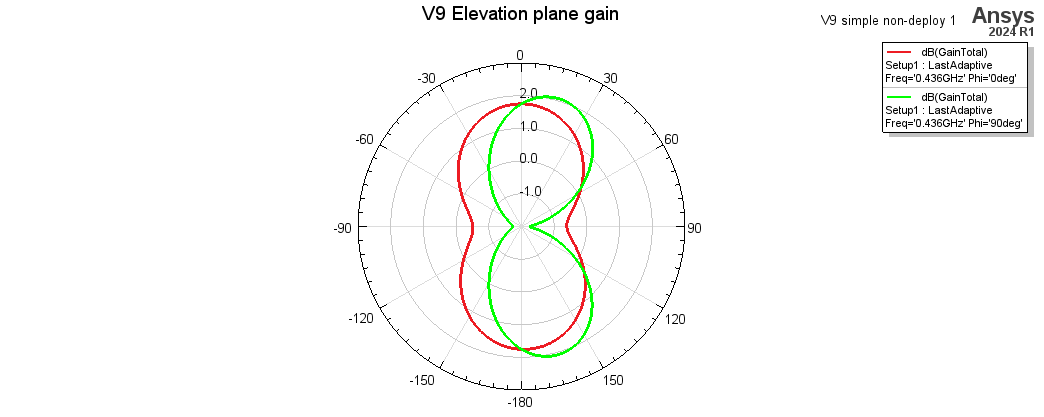 V9 Elevation plane gain
V9 simple non-deploy 1
Ansys
2024 R1
dB(GainTotal)
Setup1 : LastAdaptive
Freq='0.436GHz' Phi='0deg'
dB(GainTotal)
Setup1 : LastAdaptive
Freq='0.436GHz' Phi='90deg'
0
-30
30
2.0
1.0
-60
60
0.0
-1.0
-90
90
-120
120
-150
150
-180